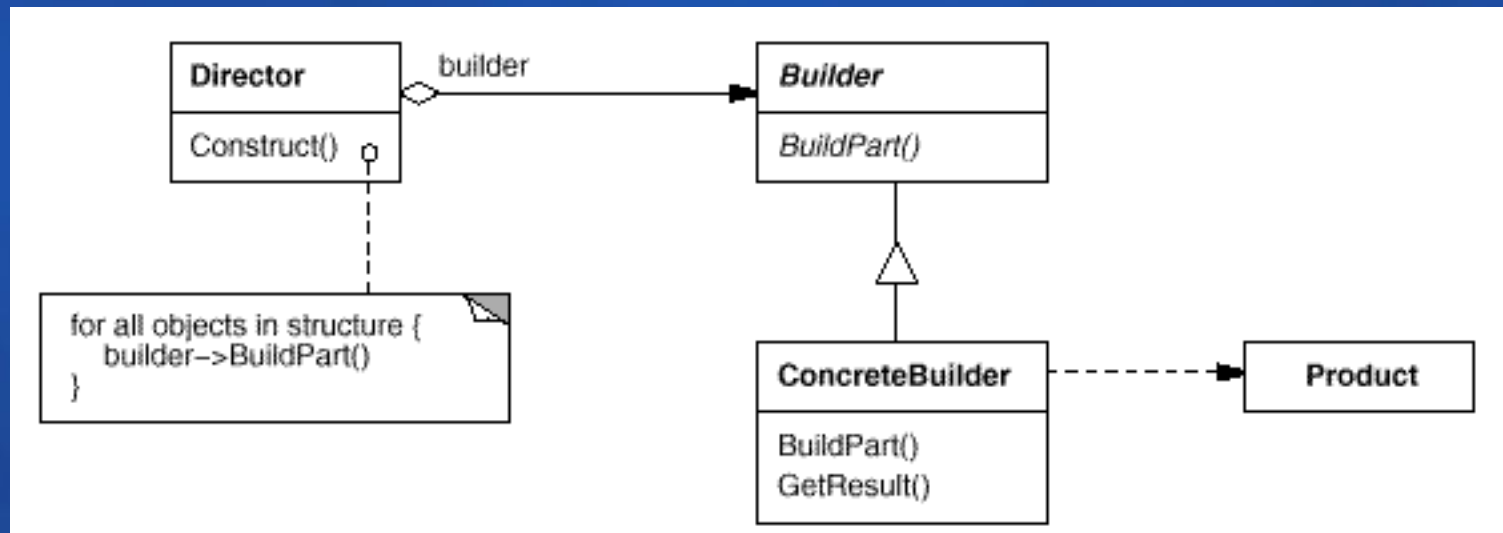 Director
builder
Builder
Construct()
BuildPart()
for all objects in structure {
builder–>BuildPart()
}
ConcreteBuilder
Product
BuildPart()
GetResult()